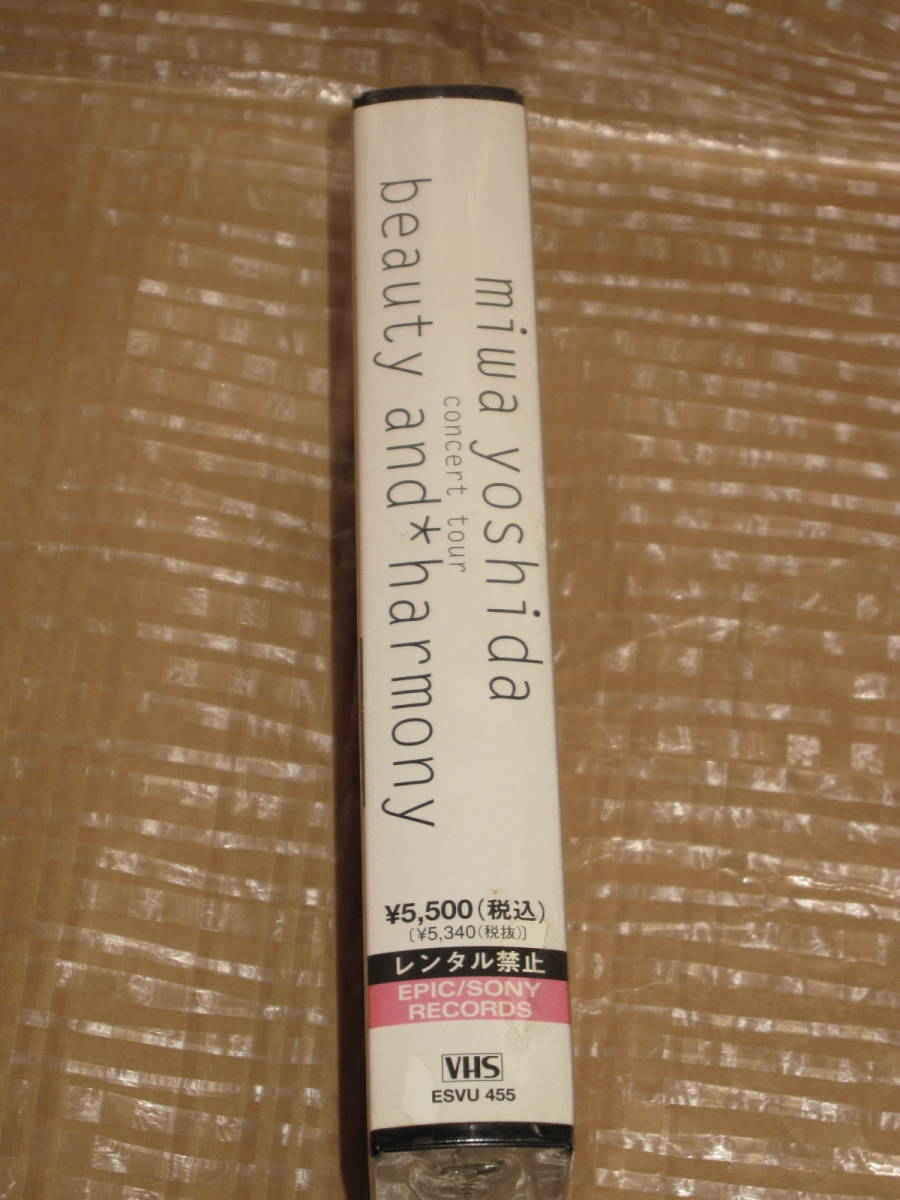 miwa yoshida
concert tour
beauty and*harmony
¥5,500(税込)
〔¥5,340(税抜)〕
レンタル禁止
EPIC/SONY
RECORDS
VHS
ESVU 455